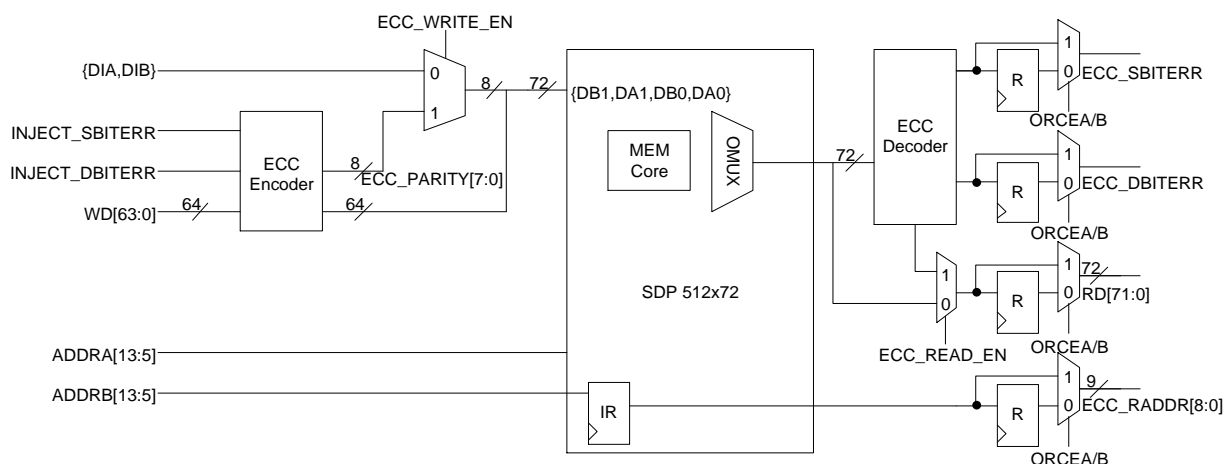 ECC_WRITE_EN
{DIA,DIB}
0
1
8
72
{DB1,DA1,DB0,DA0}
INJECT_SBITERR
INJECT_DBITERR
WD[63:0]
64
ECC
Encoder
8
ECC_PARITY[7:0]
64
MEM
Core
OMUX
SDP 512x72
ADDRA[13:5]
ADDRB[13:5]
IR
72
ECC
Decoder
1
0
ECC_READ_EN
R
1
0
ECC_SBITERR
ORCEA/B
R
1
0
ECC_DBITERR
ORCEA/B
R
1
0
72
RD[71:0]
ORCEA/B
R
1
0
9
ECC_RADDR[8:0]
ORCEA/B